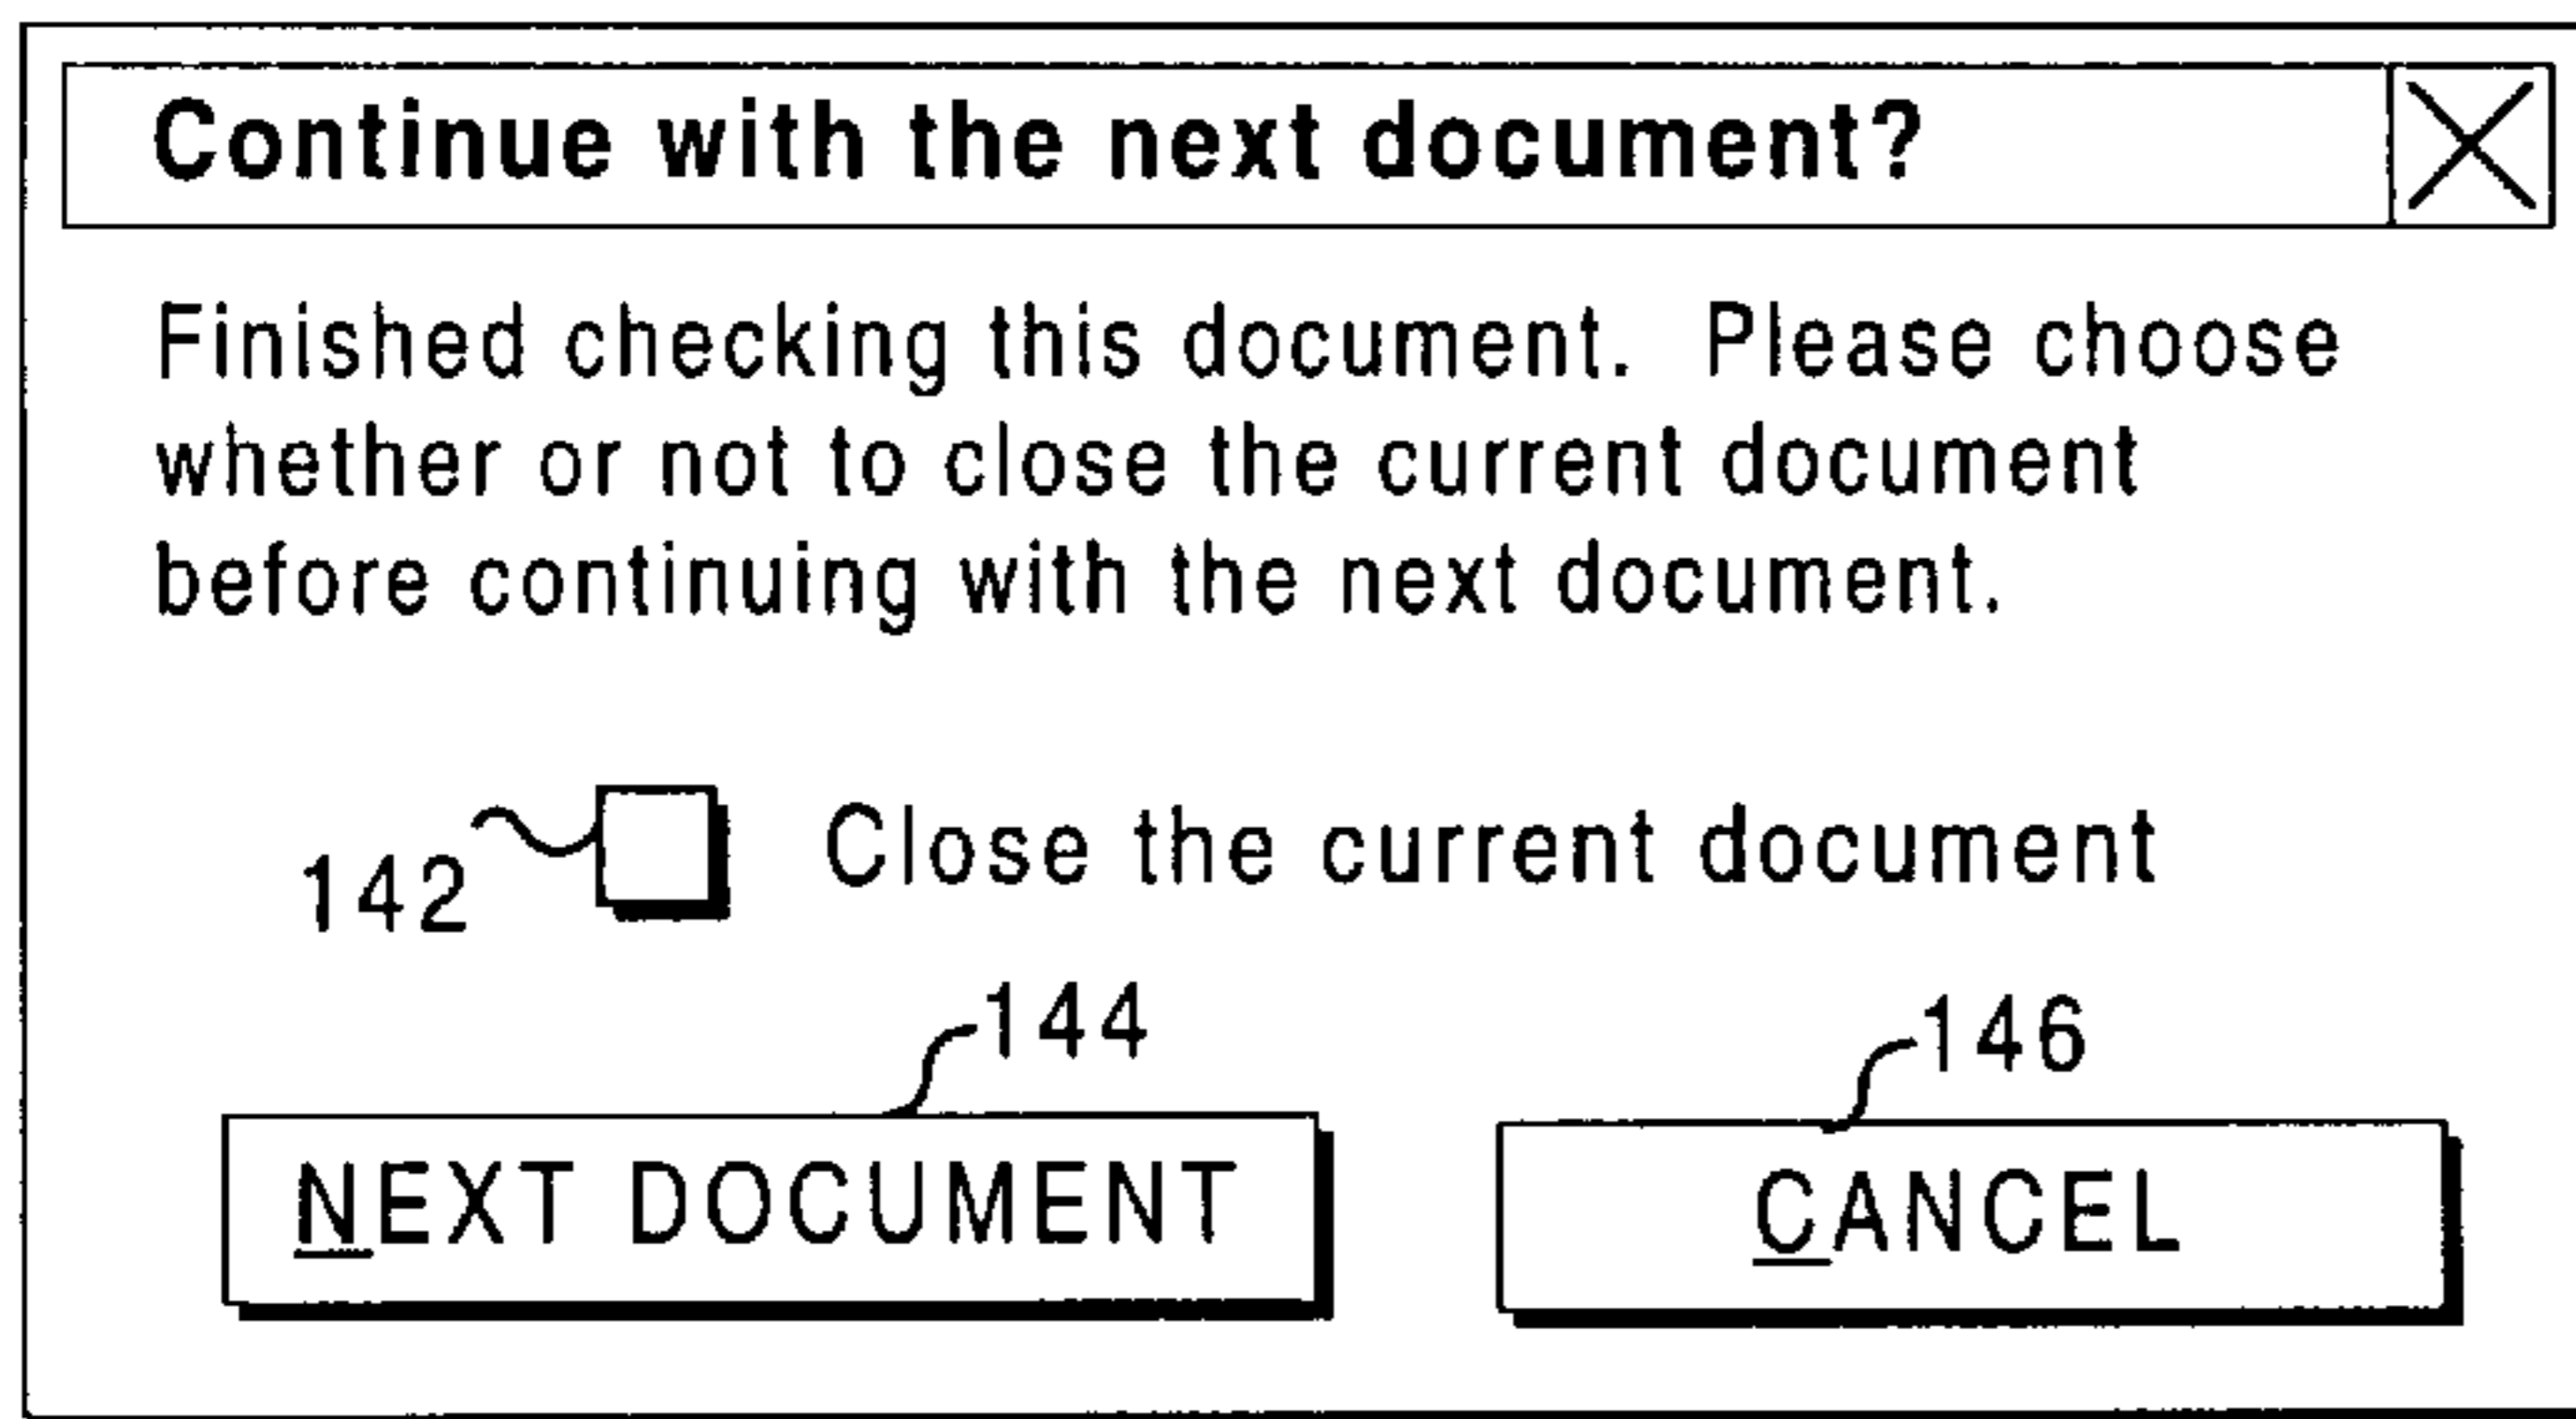 Continue with the next document?
Finished checking this document. Please choose
whether or not to close the current document
before continuing with the next document.
142 Close the current document
144 146
NEXT DOCUMENT CANCEL